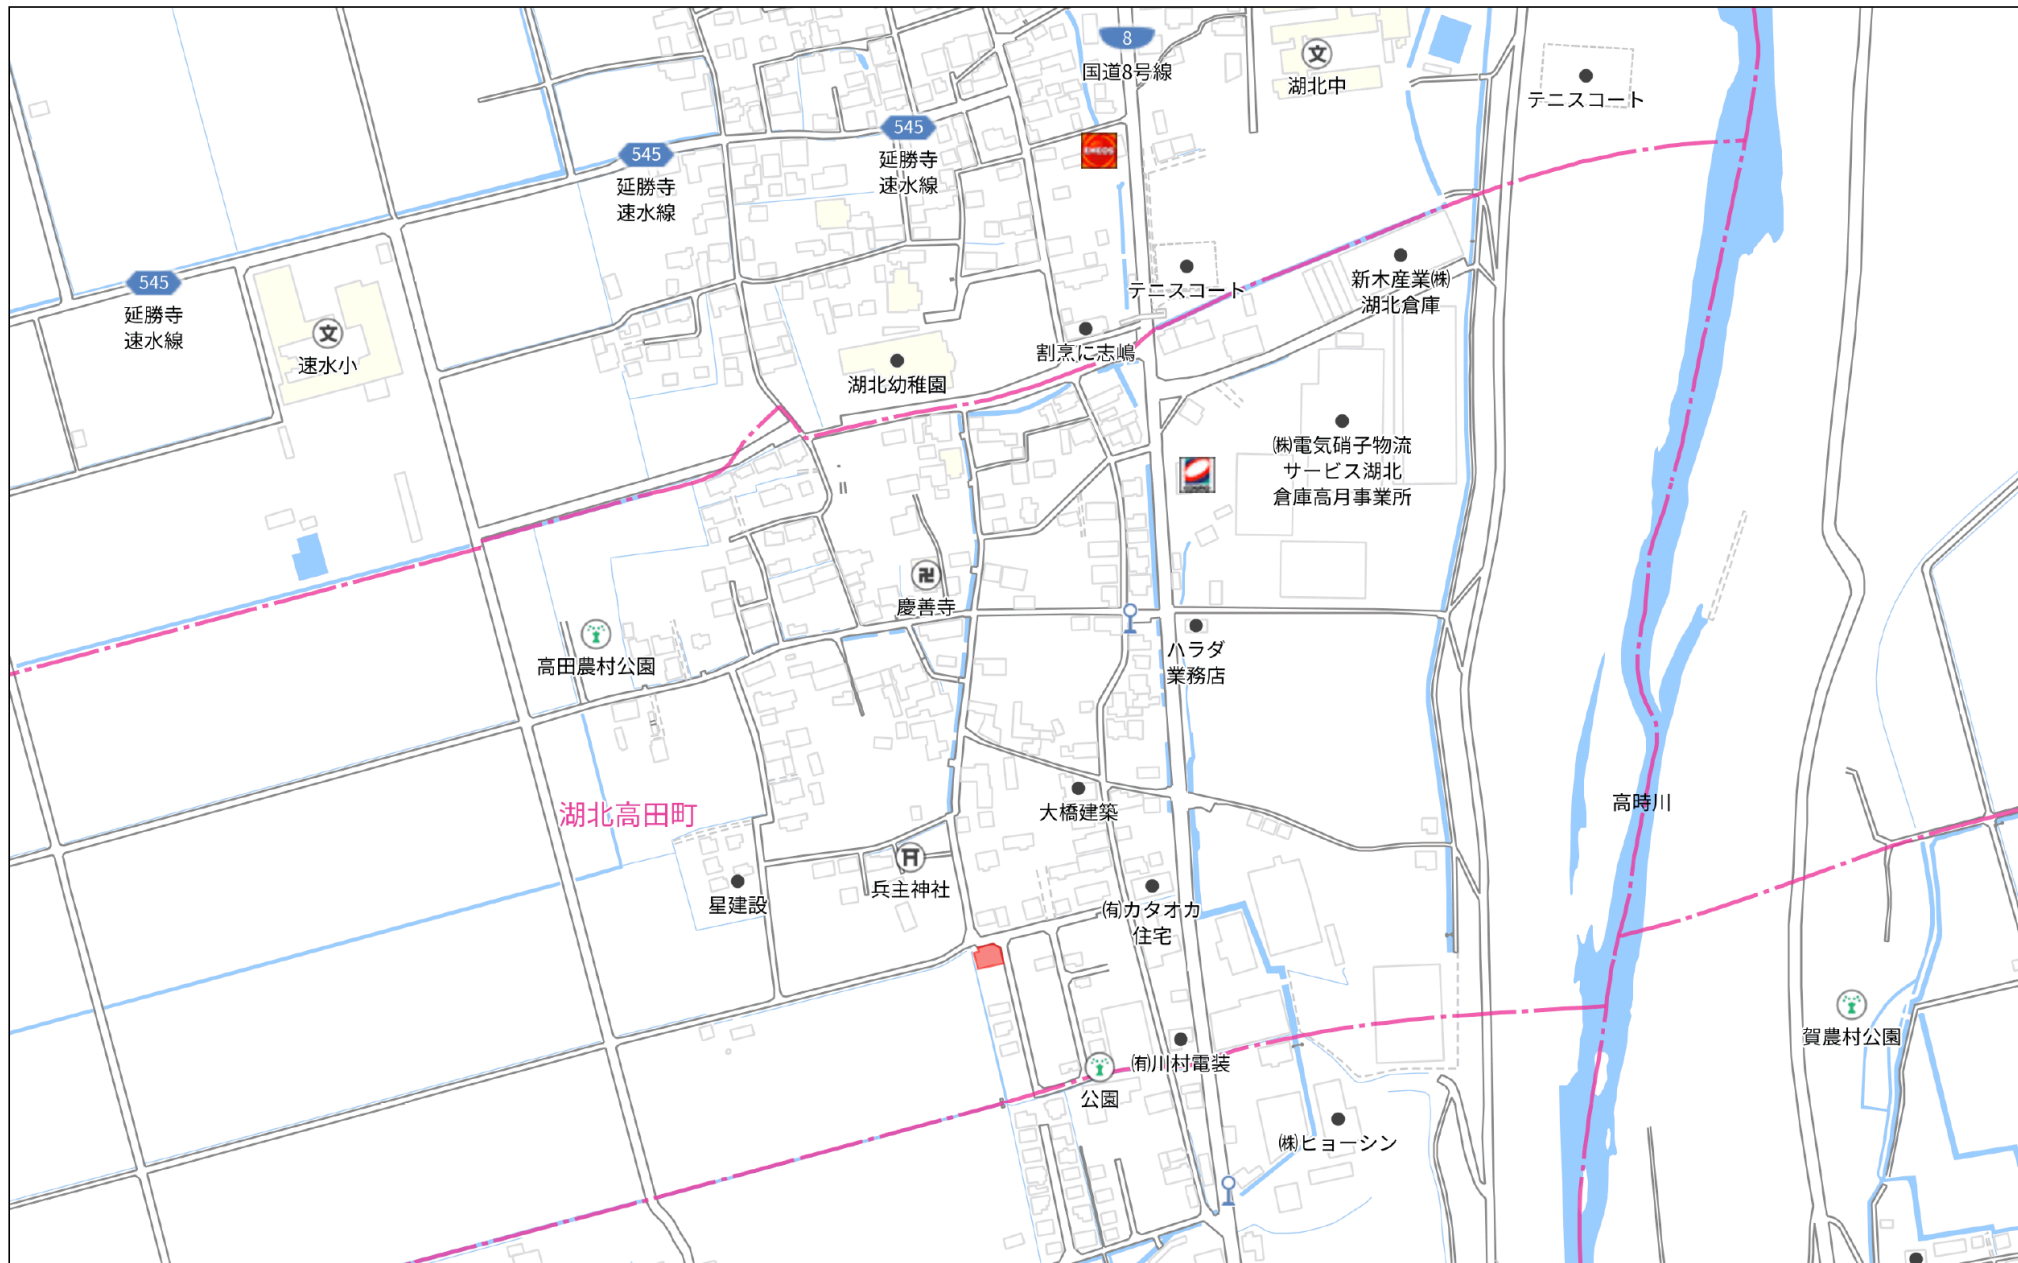 8
国道8号線
湖北中
テニスコート
545
延勝寺
速水線
545
延勝寺
速水線
ENEOS
545
延勝寺
速水線
速水小
テニスコート
新木産業㈱
湖北倉庫
割烹に志嶋
湖北幼稚園
㈱電気硝子物流
サービス湖北
倉庫高月事業所
慶善寺
高田農村公園
ハラダ
業務店
湖北高田町
大橋建築
高時川
兵主神社
星建設
㈲カタオカ
住宅
賀農村公園
㈲川村電装
公園
㈱ヒョーシン